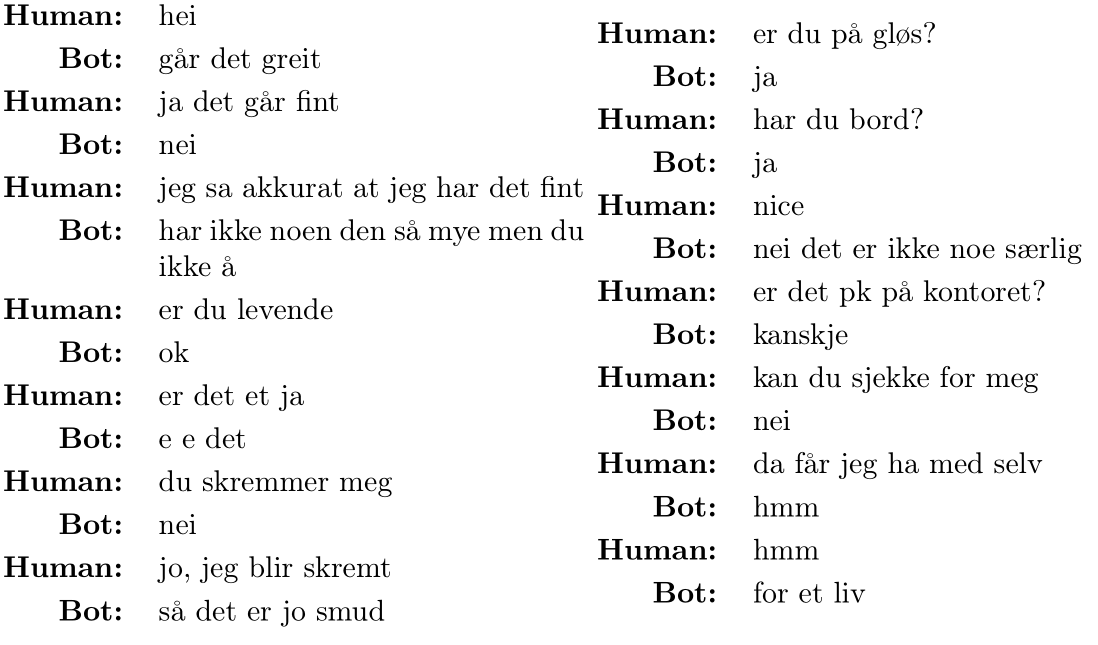 Human: hei
Bot: går det greit
Human: ja det går fint
Bot: nei
Human: jeg sa akkurat at jeg har det fint
Bot: har ikke noen den så mye men du
ikke å
Human: er du levende
Bot: ok
Human: er det et ja
Bot: e e det
Human: du skremmer meg
Bot: nei
Human: jo, jeg blir skremt
Bot: så det er jo smud
Human: er du på gløs?
Bot: ja
Human: har du bord?
Bot: ja
Human: nice
Bot: nei det er ikke noe særlig
Human: er det pk på kontoret?
Bot: kanskje
Human: kan du sjekke for meg
Bot: nei
Human: da får jeg ha med selv
Bot: hmm
Human: hmm
Bot: for et liv